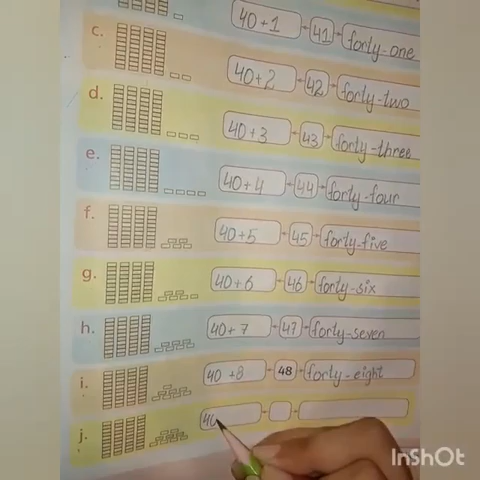 40+1 - 41 - forty-one
c. 40+2 - 42 - forty-two
d. 40+3 - 43 - forty-three
e. 40+4 - 44 - forty-four
f. 40+5 - 45 - forty-five
g. 40+6 - 46 - forty-six
h. 40+7 - 47 - forty-seven
i. 40+8 - 48 - forty-eight
j. 40
InShOt